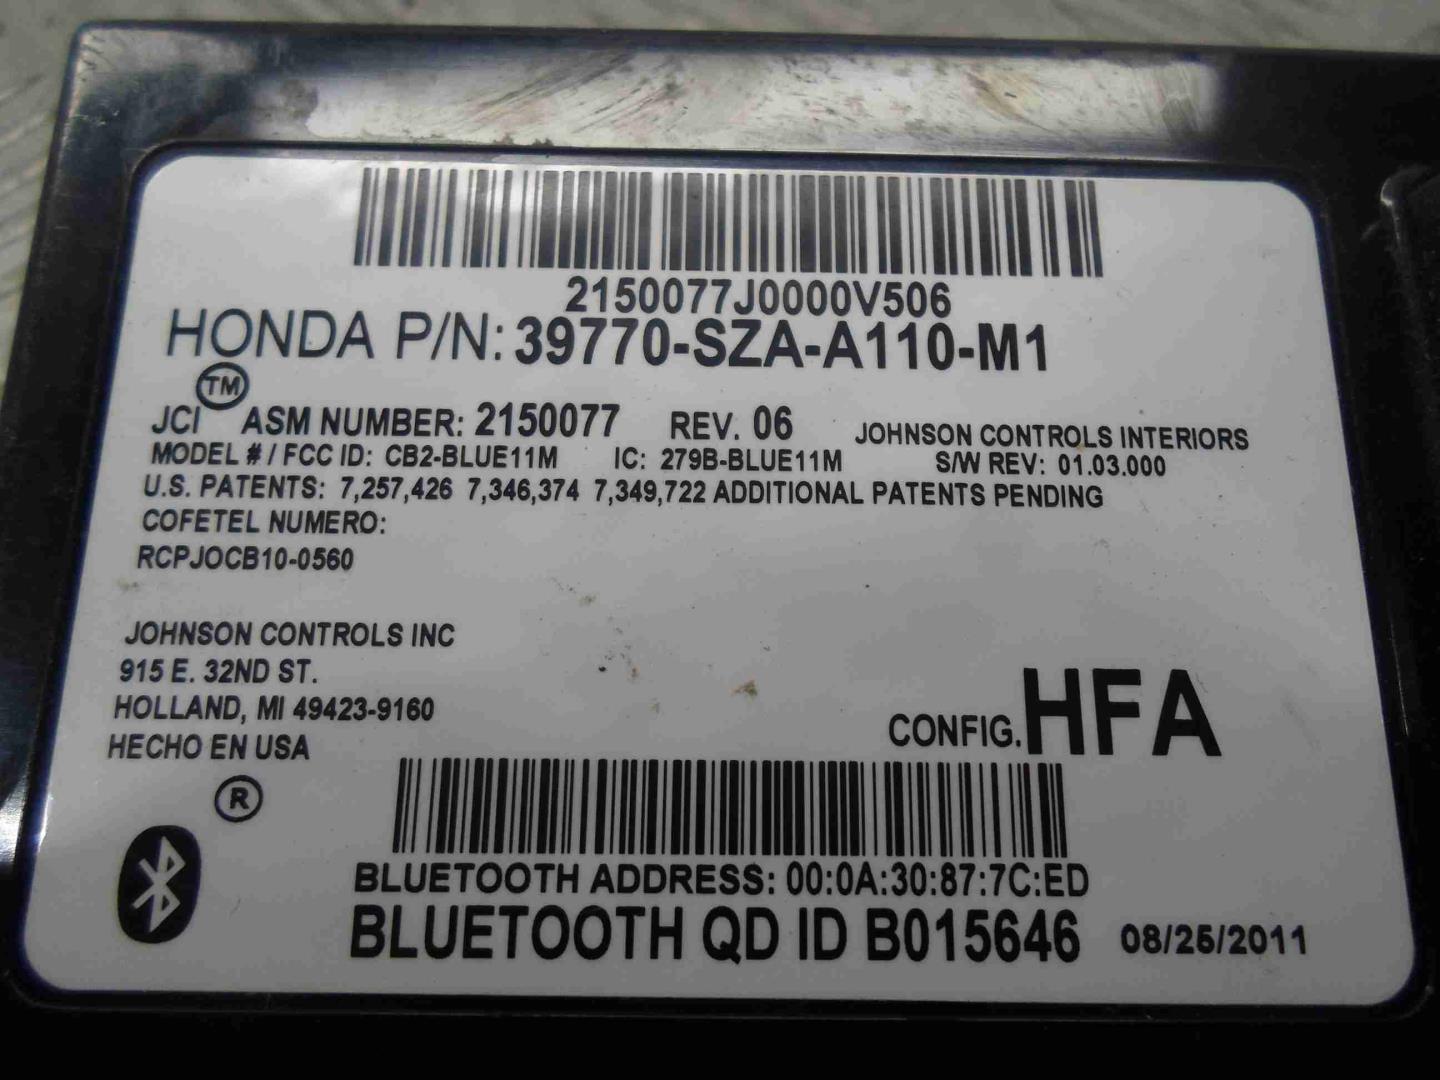 2150077J0000V506
HONDA P/N: 39770-SZA-A110-M1
TM
JCI ASM NUMBER: 2150077 REV. 06 JOHNSON CONTROLS INTERIORS
MODEL # / FCC ID: CB2-BLUE11M IC: 279B-BLUE11M S/W REV: 01.03.000
U.S. PATENTS: 7,257,426 7,346,374 7,349,722 ADDITIONAL PATENTS PENDING
COFETEL NUMERO:
RCPJOCB10-0560
JOHNSON CONTROLS INC
915 E. 32ND ST.
HOLLAND, MI 49423-9160
HECHO EN USA
CONFIG. HFA
R
BLUETOOTH ADDRESS: 00:0A:30:87:7C:ED
BLUETOOTH QD ID B015646 08/25/2011